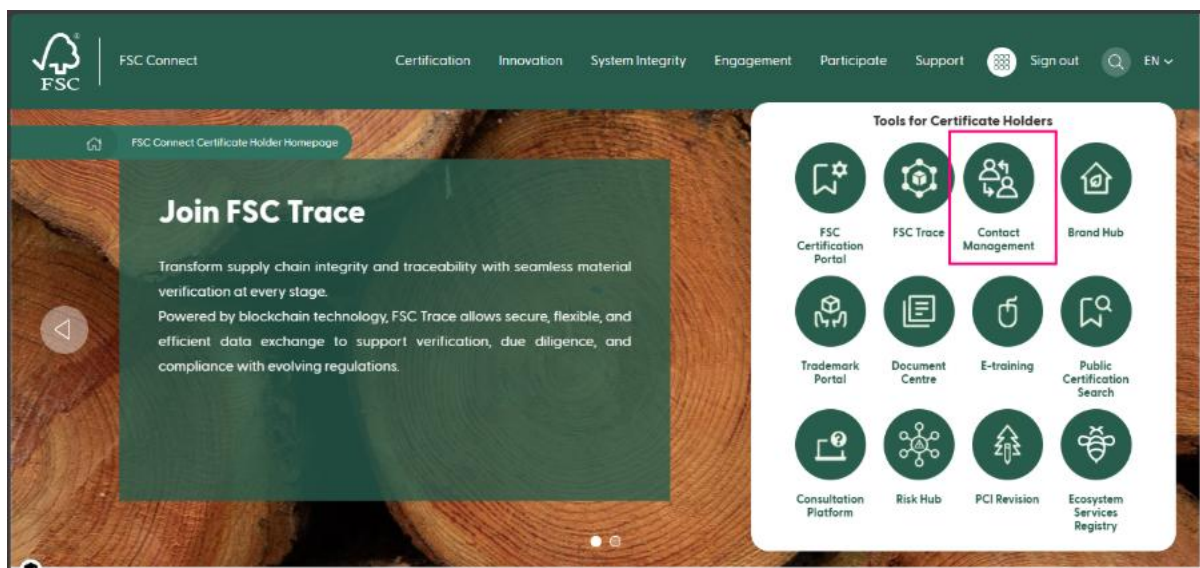 FSC
FSC Connect
Certification
Innovation
System Integrity
Engagement
Participate
Support
Sign out
EN
FSC Connect Certificate Holder Homepage
Join FSC Trace
Transform supply chain integrity and traceability with seamless material
verification at every stage.
Powered by blockchain technology, FSC Trace allows secure, flexible, and
efficient data exchange to support verification, due diligence, and
compliance with evolving regulations.
Tools for Certificate Holders
FSC
Certification
Portal
FSC Trace
Contact
Management
Brand Hub
Trademark
Portal
Document
Centre
E-training
Public
Certification
Search
Consultation
Platform
Risk Hub
PCI Revision
Ecosystem
Services
Registry